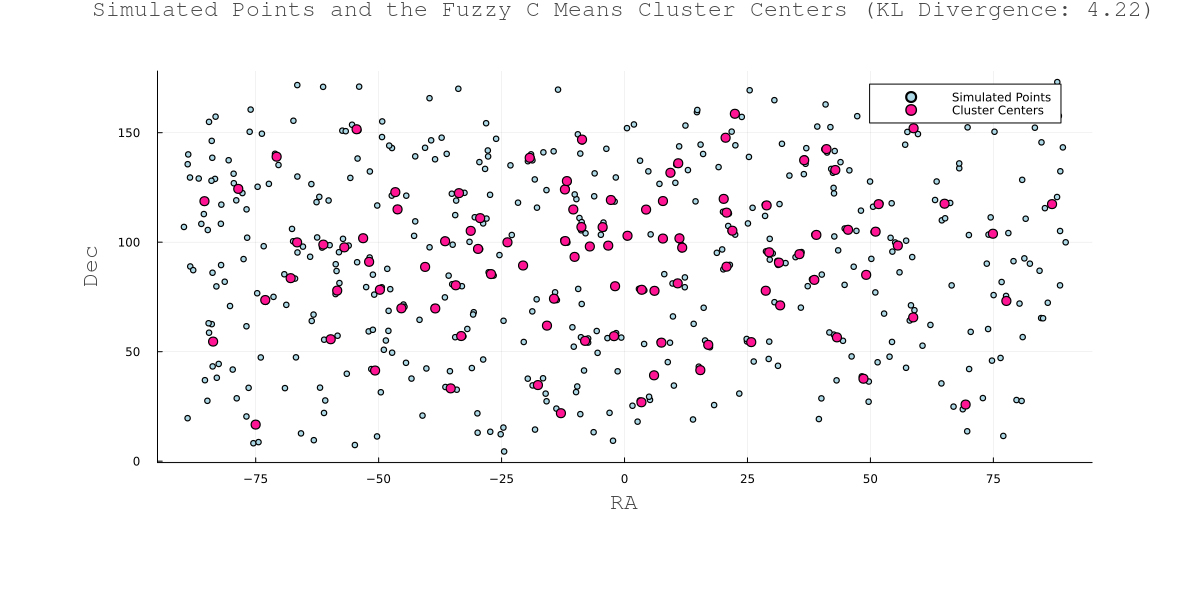 Simulated Points and the Fuzzy C Means Cluster Centers (KL Divergence: 4.22)
Simulated Points
Cluster Centers
150
100
50
0
Dec
−75
−50
−25
0
25
50
75
RA